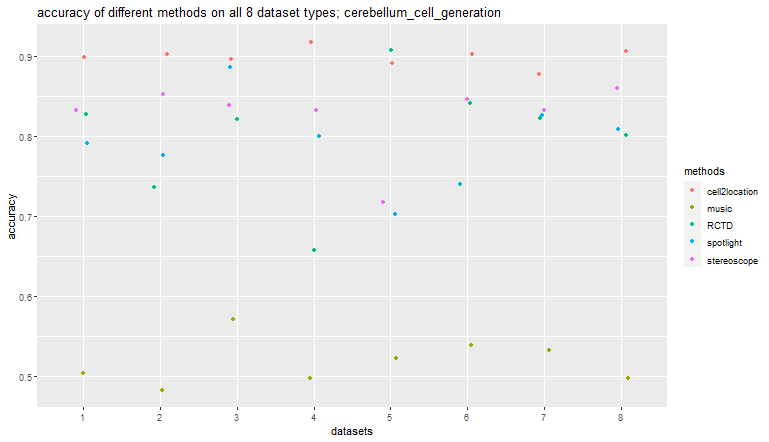 accuracy of different methods on all 8 dataset types; cerebellum_cell_generation
accuracy
0.9
0.8
0.7
0.6
0.5
1 2 3 4 5 6 7 8
datasets
methods
cell2location
music
RCTD
spotlight
stereoscope